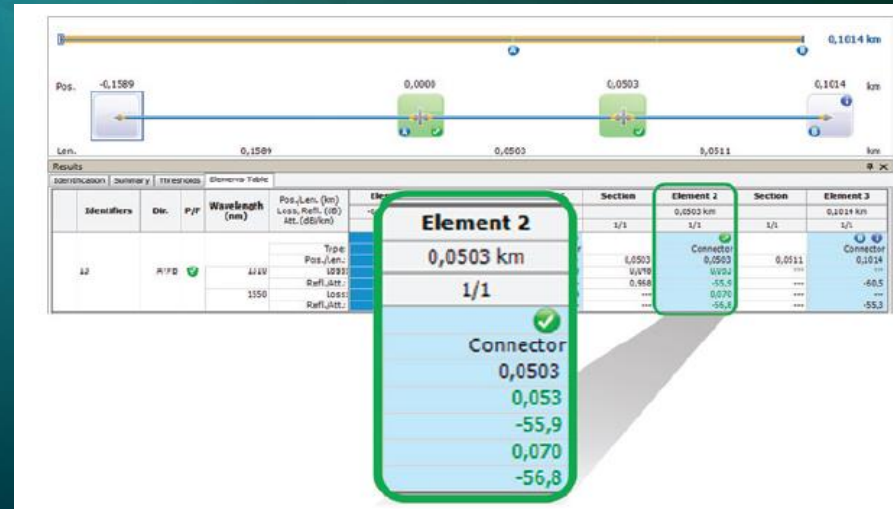 0,1014 km
A
B
Pos. -0,1589 0,0000 0,0503 0,1014 km
A B
Len. 0,1589 0,0503 0,0511 km
Results
Identification Summary Thresholds Elements Table
Identifiers Dir. P/F Wavelength (nm) Pos./Len. (km) Section Element 2 Section Element 3
Loss, Refl. (dB) 0,0503 km 0,1014 km
Att. (dB/km) 1/1 1/1 1/1 1/1
Type: Connector Connector
Pos./Len.: 0,0503 0,0503 0,0511 0,1014
1310 Loss: 0,053 --- ---
Refl./Att.: -55,9 --- -60,5
1550 Loss: --- 0,070 --- ---
Refl./Att.: --- -56,8 --- -55,3
Element 2
0,0503 km
1/1
Connector
0,0503
0,053
-55,9
0,070
-56,8